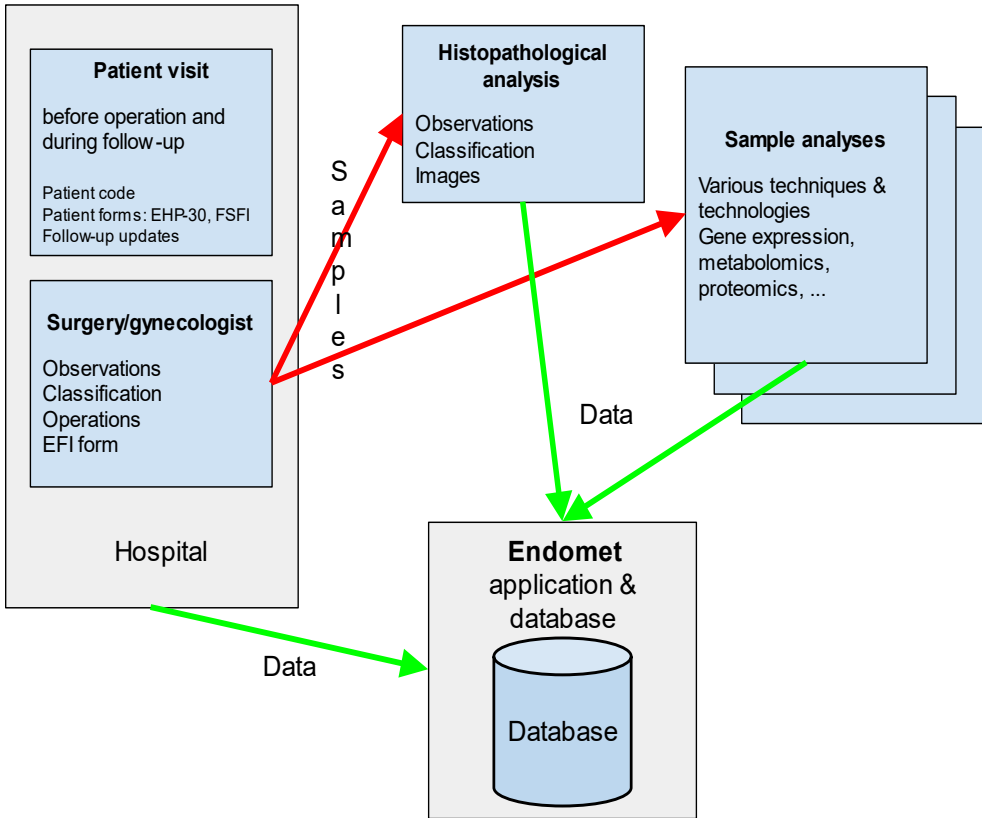 Patient visit
before operation and
during follow-up
Patient code
Patient forms: EHP-30, FSFI
Follow-up updates
Surgery/gynecologist
Observations
Classification
Operations
EFI form
Hospital
Samples
Histopathological
analysis
Observations
Classification
Images
Sample analyses
Various techniques &
technologies
Gene expression,
metabolomics,
proteomics, ...
Data
Data
Endomet
application &
database
Database